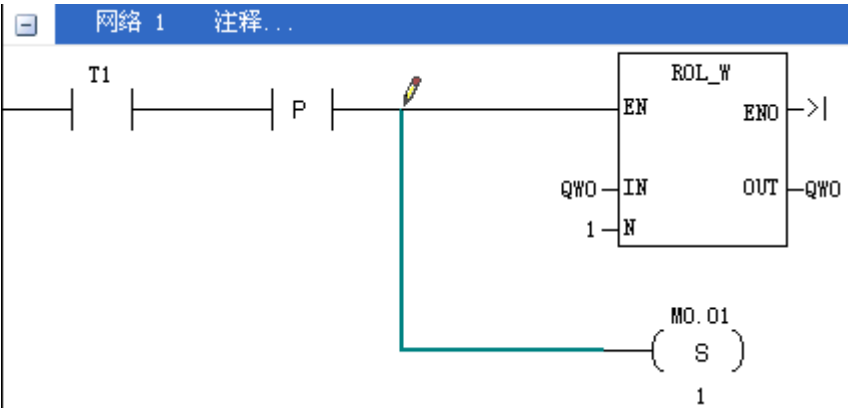 网络 1 注释...
T1
P
ROL_W
EN
ENO
QW0
IN
OUT
QW0
1
N
M0.01
S
1